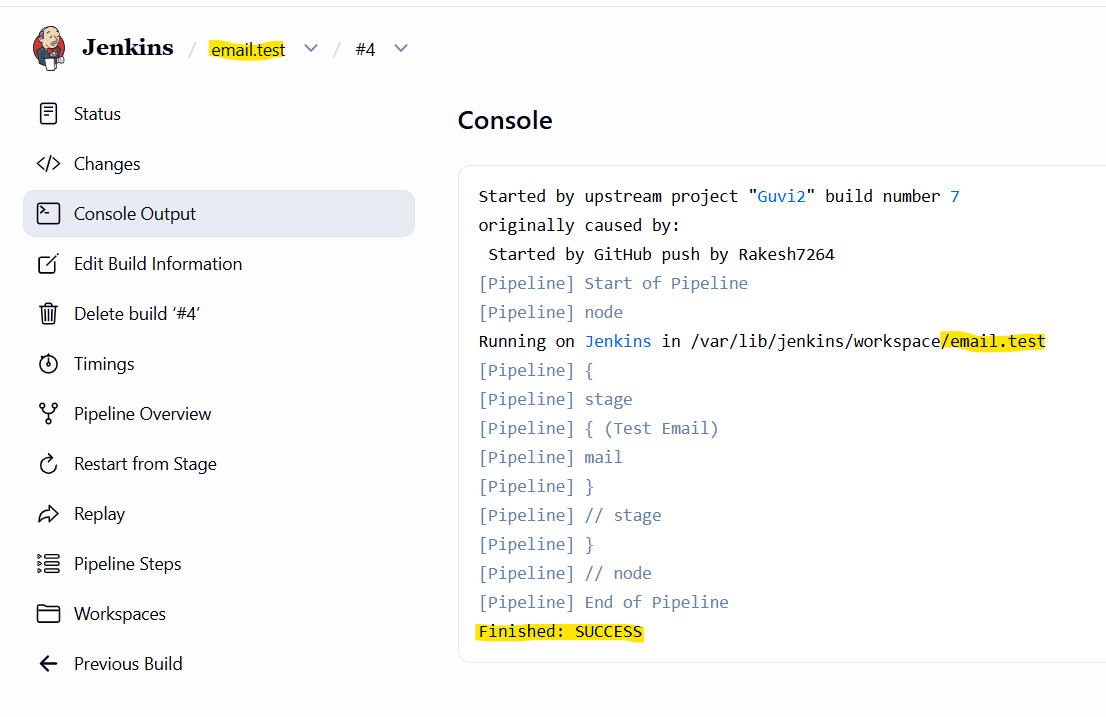 Jenkins / email.test / #4
Status
Changes
Console Output
Edit Build Information
Delete build ‘#4’
Timings
Pipeline Overview
Restart from Stage
Replay
Pipeline Steps
Workspaces
Previous Build
Console
Started by upstream project "Guvi2" build number 7
originally caused by:
 Started by GitHub push by Rakesh7264
[Pipeline] Start of Pipeline
[Pipeline] node
Running on Jenkins in /var/lib/jenkins/workspace/email.test
[Pipeline] {
[Pipeline] stage
[Pipeline] { (Test Email)
[Pipeline] mail
[Pipeline] }
[Pipeline] // stage
[Pipeline] }
[Pipeline] // node
[Pipeline] End of Pipeline
Finished: SUCCESS